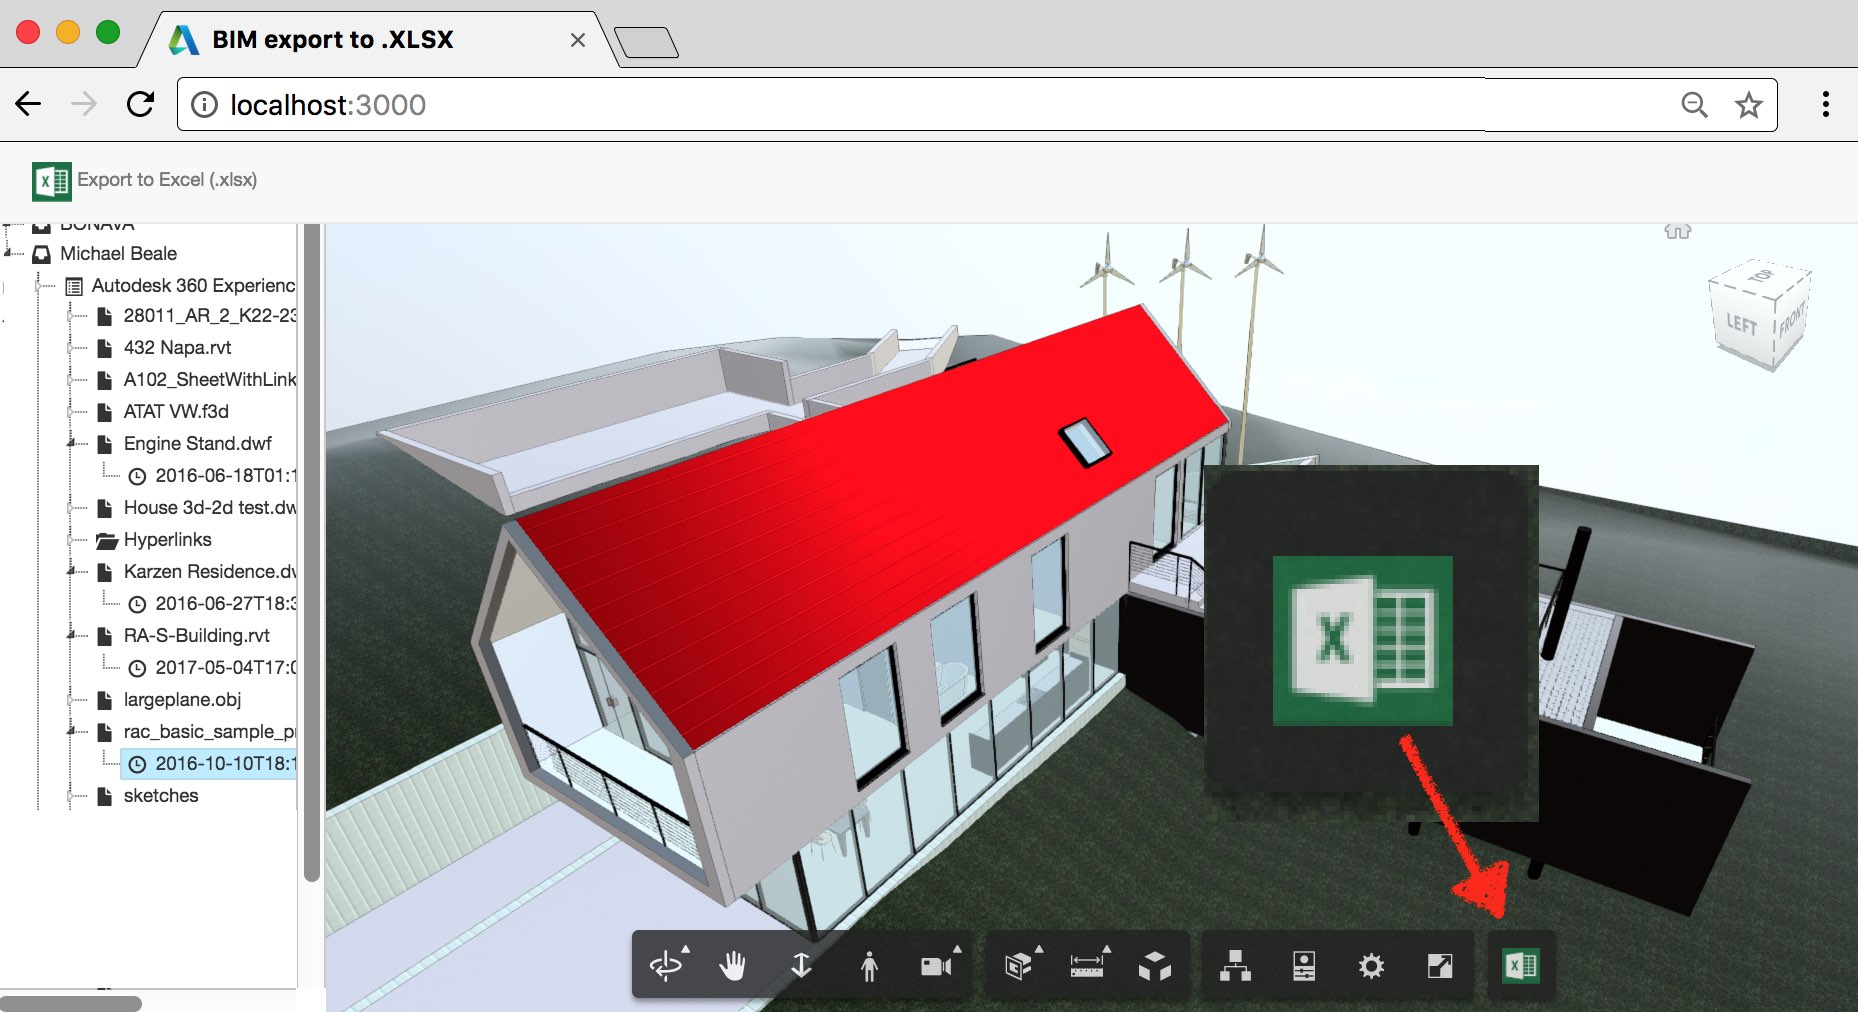 BIM export to .XLSX
localhost:3000
Export to Excel (.xlsx)
BONAVA
Michael Beale
Autodesk 360 Experienc
28011_AR_2_K22-23
432 Napa.rvt
A102_SheetWithLink
ATAT VW.f3d
Engine Stand.dwf
2016-06-18T01:1
House 3d-2d test.dw
Hyperlinks
Karzen Residence.dw
2016-06-27T18:3
RA-S-Building.rvt
2017-05-04T17:0
largeplane.obj
rac_basic_sample_pr
2016-10-10T18:1
sketches
TOP
LEFT
FRONT
X
X